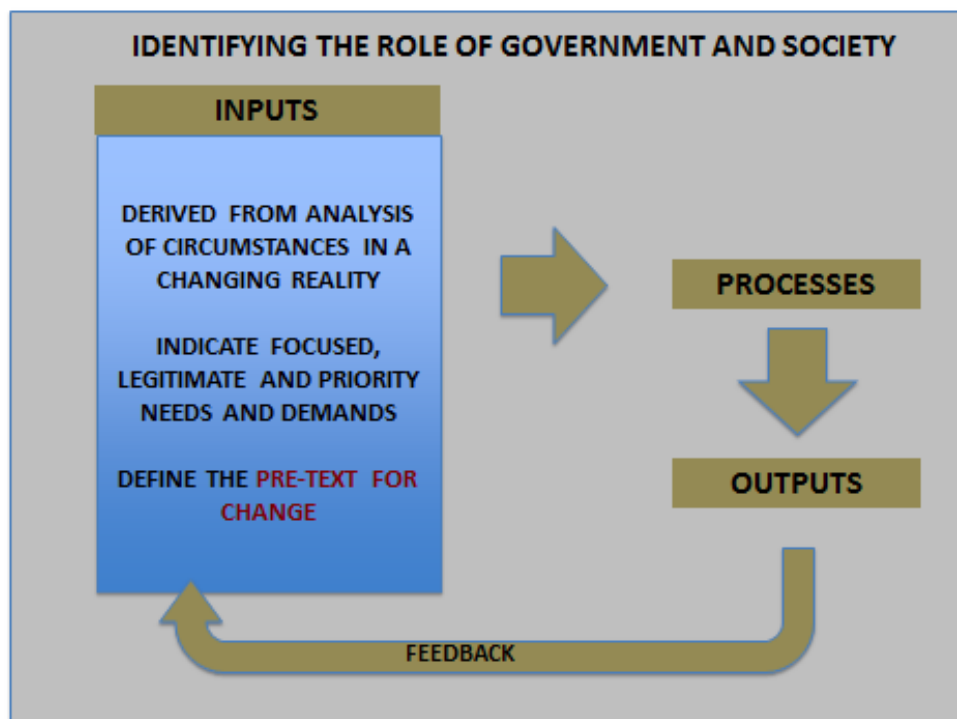 IDENTIFYING THE ROLE OF GOVERNMENT AND SOCIETY
INPUTS
DERIVED FROM ANALYSIS
OF CIRCUMSTANCES IN A
CHANGING REALITY
INDICATE FOCUSED,
LEGITIMATE AND PRIORITY
NEEDS AND DEMANDS
DEFINE THE PRE-TEXT FOR
CHANGE
PROCESSES
OUTPUTS
FEEDBACK